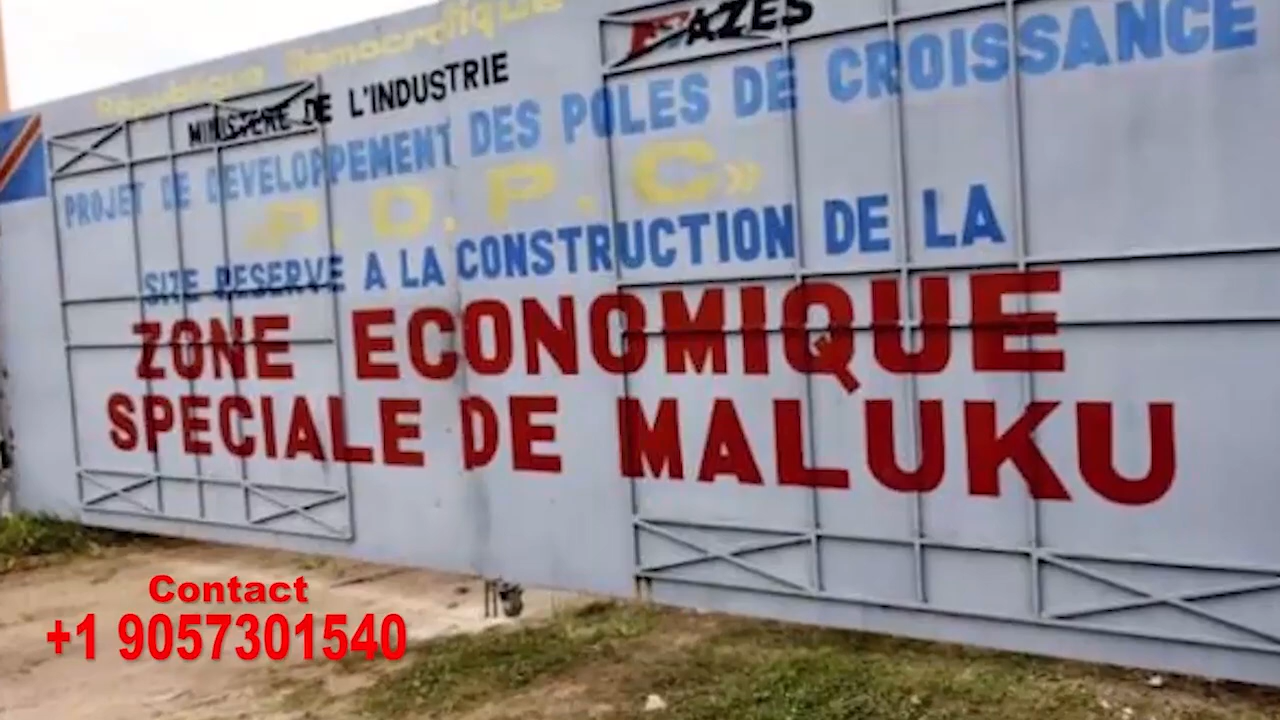 République Démocratique
MINISTERE DE L'INDUSTRIE
AZES
PROJET DE DEVELOPPEMENT DES POLES DE CROISSANCE
«P.D.P.C»
SITE RESERVE A LA CONSTRUCTION DE LA
ZONE ECONOMIQUE
SPECIALE DE MALUKU
Contact
+1 9057301540